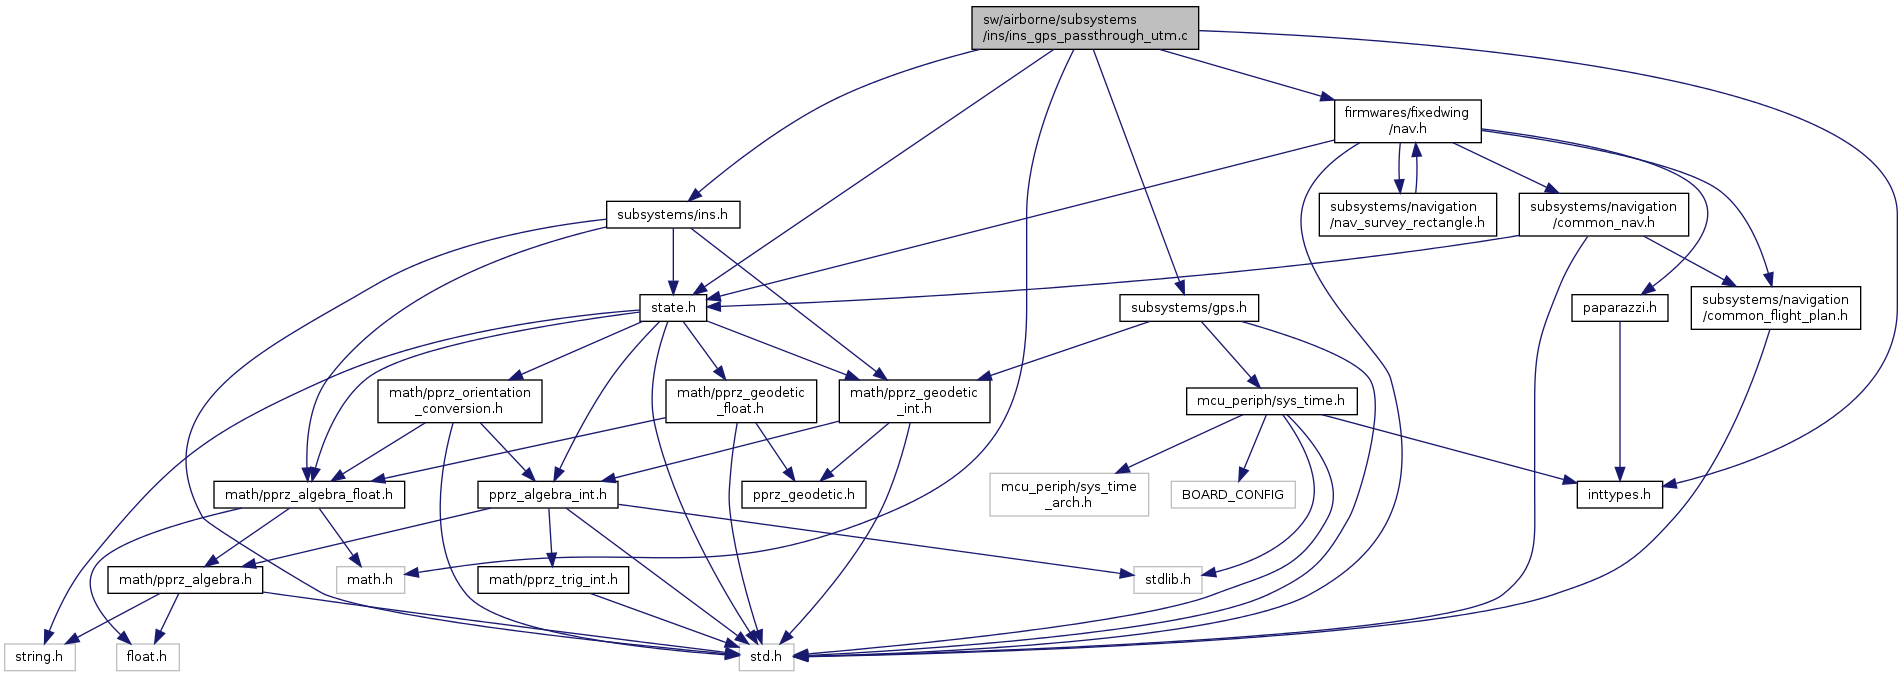 sw/airborne/subsystems
/ins/ins_gps_passthrough_utm.c
firmwares/fixedwing
/nav.h
subsystems/ins.h
subsystems/navigation
/nav_survey_rectangle.h
subsystems/navigation
/common_nav.h
state.h
subsystems/gps.h
paparazzi.h
subsystems/navigation
/common_flight_plan.h
math/pprz_orientation
_conversion.h
math/pprz_geodetic
_float.h
math/pprz_geodetic
_int.h
mcu_periph/sys_time.h
math/pprz_algebra_float.h
pprz_algebra_int.h
pprz_geodetic.h
mcu_periph/sys_time
_arch.h
BOARD_CONFIG
inttypes.h
math/pprz_algebra.h
math.h
math/pprz_trig_int.h
stdlib.h
string.h
float.h
std.h